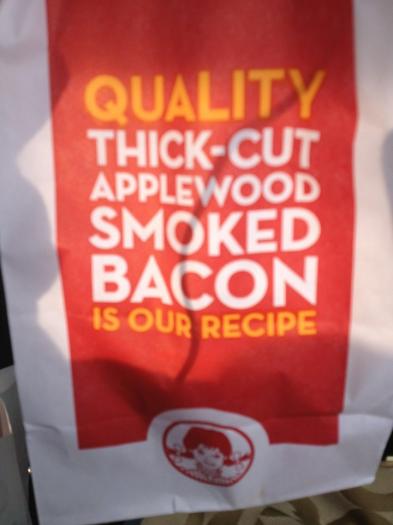 QUALITY
THICK-CUT
APPLEWOOD
SMOKED
BACON
IS OUR RECIPE